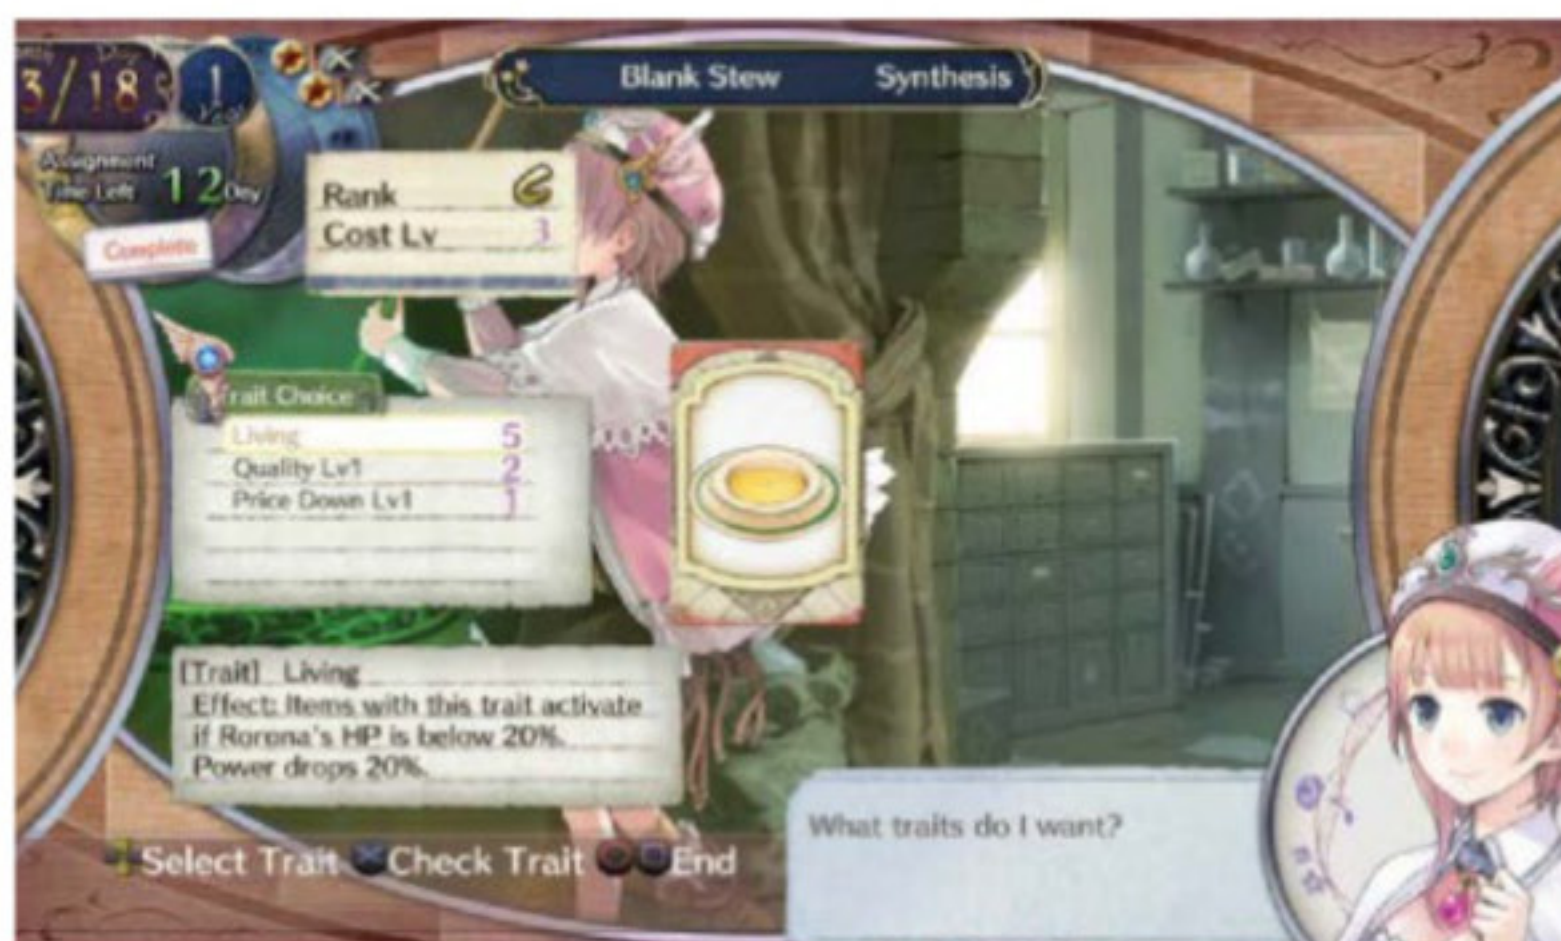 3/18
1
Assignment
Time Left 12Day
Complete
Blank Stew Synthesis
Rank
Cost Lv 3
Trait Choice
Living 5
Quality Lv1 2
Price Down Lv1 1
[Trait] Living
Effect: Items with this trait activate
if Rorona's HP is below 20%.
Power drops 20%.
What traits do I want?
Select Trait Check Trait End